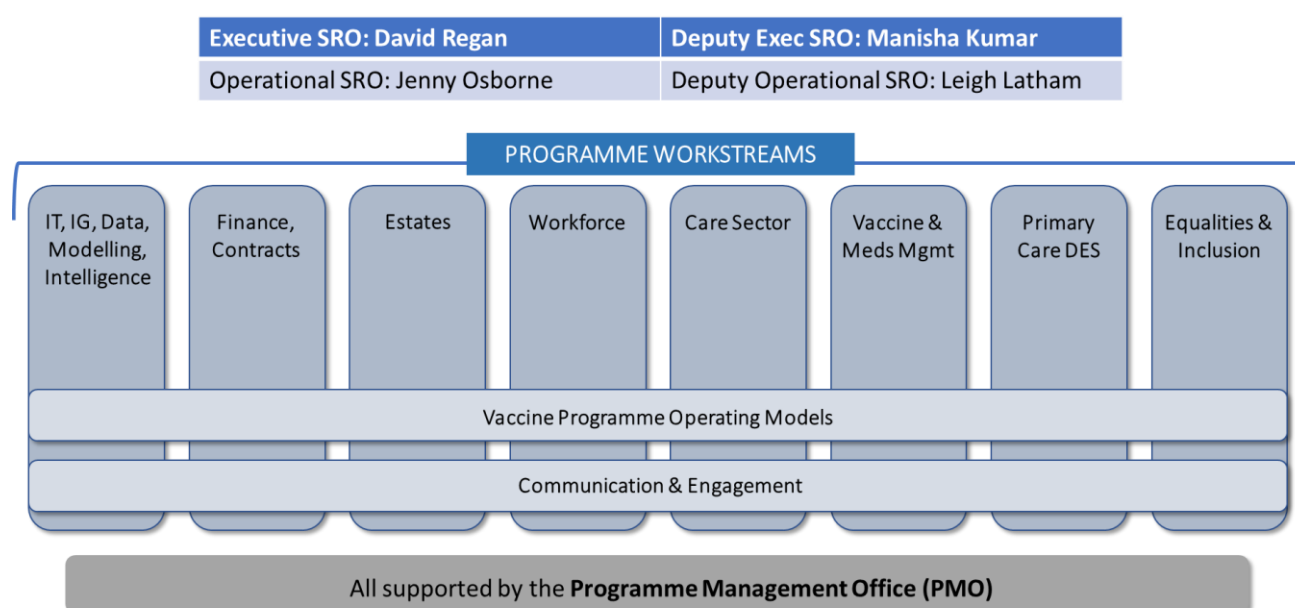 Executive SRO: David Regan
Deputy Exec SRO: Manisha Kumar
Operational SRO: Jenny Osborne
Deputy Operational SRO: Leigh Latham
PROGRAMME WORKSTREAMS
IT, IG, Data,
Modelling,
Intelligence
Finance,
Contracts
Estates
Workforce
Care Sector
Vaccine &
Meds Mgmt
Primary
Care DES
Equalities &
Inclusion
Vaccine Programme Operating Models
Communication & Engagement
All supported by the Programme Management Office (PMO)